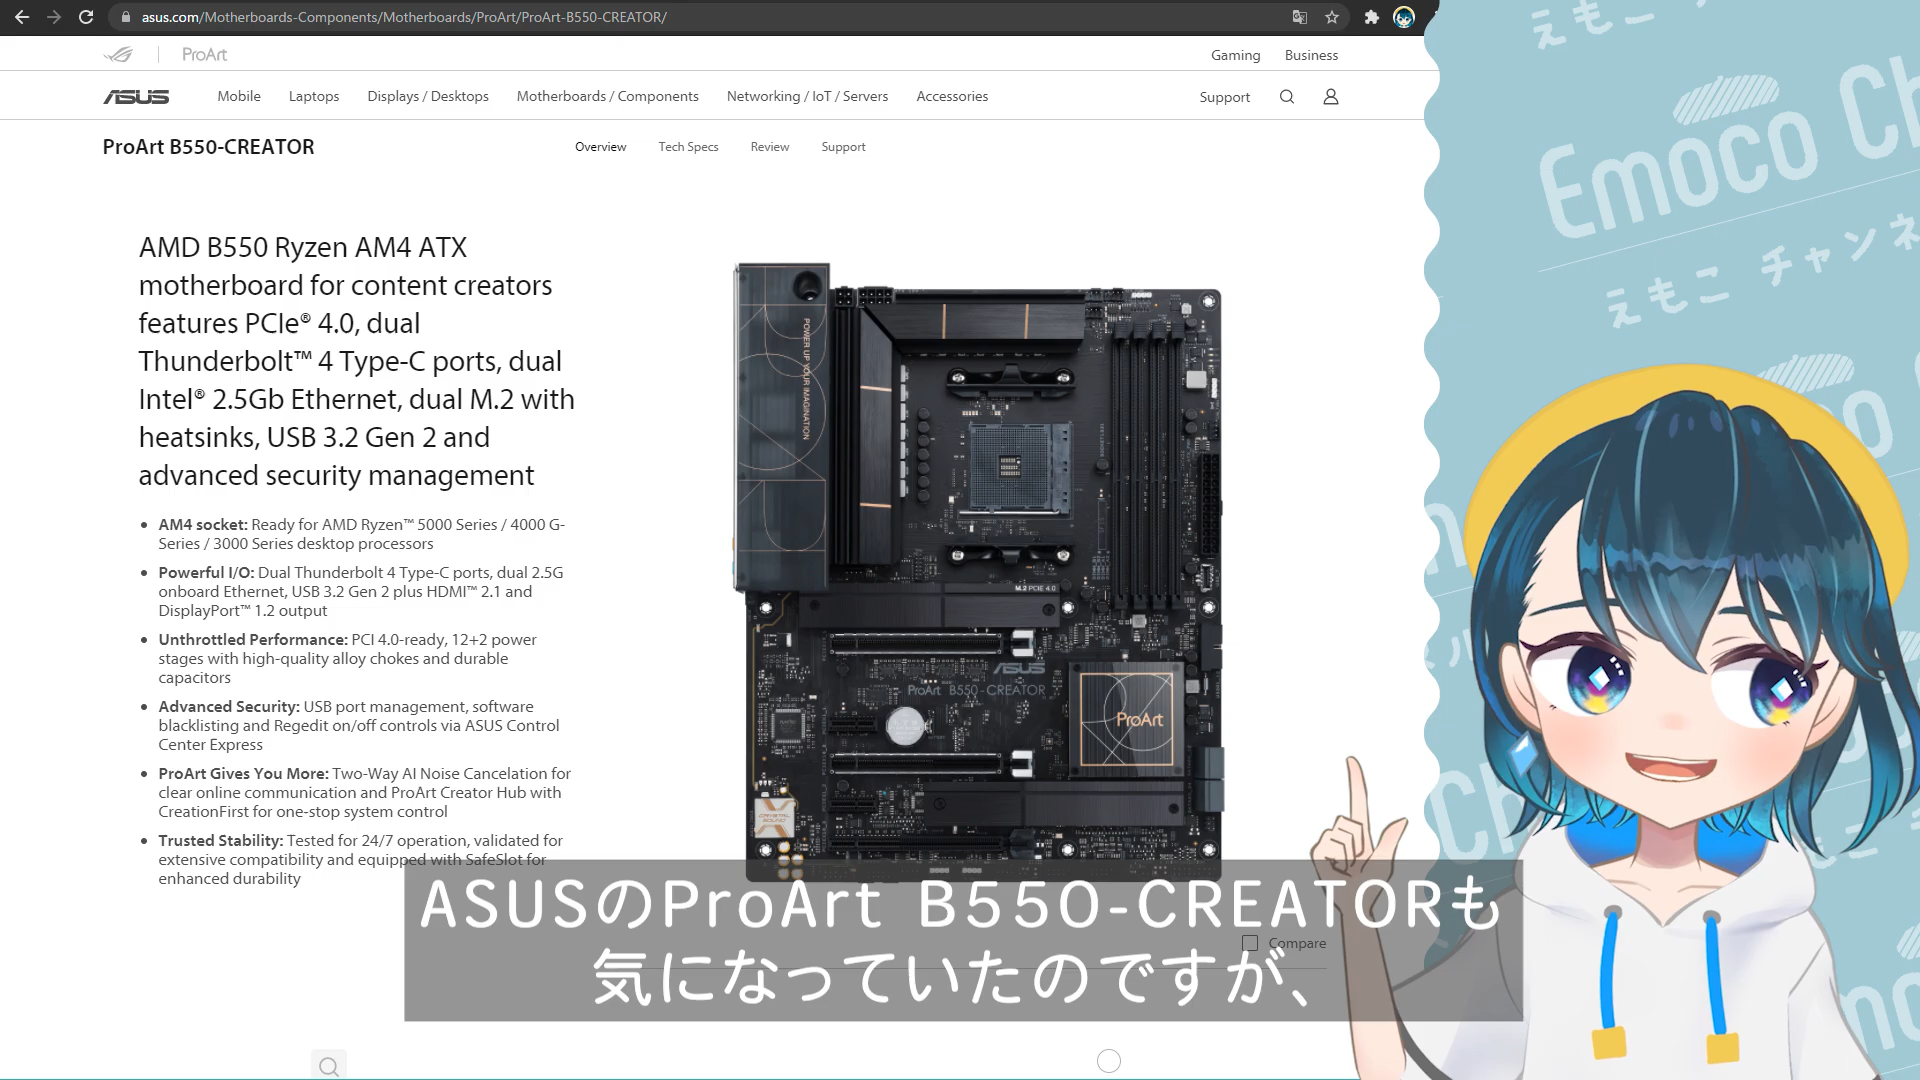 asus.com/Motherboards-Components/Motherboards/ProArt/ProArt-B550-CREATOR/
ProArt
Gaming Business
ASUS
Mobile Laptops Displays / Desktops Motherboards / Components Networking / IoT / Servers Accessories Support
ProArt B550-CREATOR
Overview Tech Specs Review Support
AMD B550 Ryzen AM4 ATX
motherboard for content creators
features PCIe® 4.0, dual
Thunderbolt™ 4 Type-C ports, dual
Intel® 2.5Gb Ethernet, dual M.2 with
heatsinks, USB 3.2 Gen 2 and
advanced security management
• AM4 socket: Ready for AMD Ryzen™ 5000 Series / 4000 G-
Series / 3000 Series desktop processors
• Powerful I/O: Dual Thunderbolt 4 Type-C ports, dual 2.5G
onboard Ethernet, USB 3.2 Gen 2 plus HDMI™ 2.1 and
DisplayPort™ 1.2 output
• Unthrottled Performance: PCI 4.0-ready, 12+2 power
stages with high-quality alloy chokes and durable
capacitors
• Advanced Security: USB port management, software
blacklisting and Regedit on/off controls via ASUS Control
Center Express
• ProArt Gives You More: Two-Way AI Noise Cancelation for
clear online communication and ProArt Creator Hub with
CreationFirst for one-stop system control
• Trusted Stability: Tested for 24/7 operation, validated for
extensive compatibility and equipped with SafeSlot for
enhanced durability
POWER UP YOUR IMAGINATION
M.2 PCIE 4.0
ASUS
ProArt B550-CREATOR
ProArt
CRYSTAL
SOUND
Compare
ASUSのProArt B550-CREATORも
気になっていたのですが、
えもこ チ
Emoco Ch
えもこ チャンネ